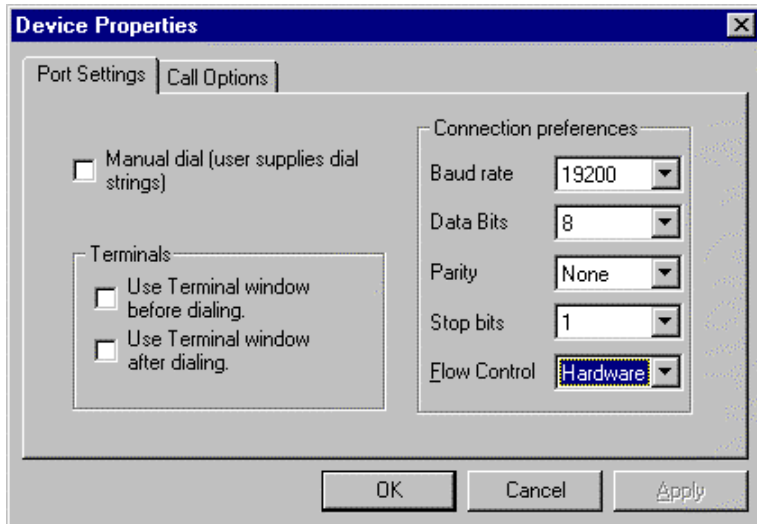 Device Properties
Port Settings
Call Options
Manual dial (user supplies dial
strings)
Terminals
Use Terminal window
before dialing.
Use Terminal window
after dialing.
Connection preferences
Baud rate
19200
Data Bits
8
Parity
None
Stop bits
1
Flow Control
Hardware
OK
Cancel
Apply